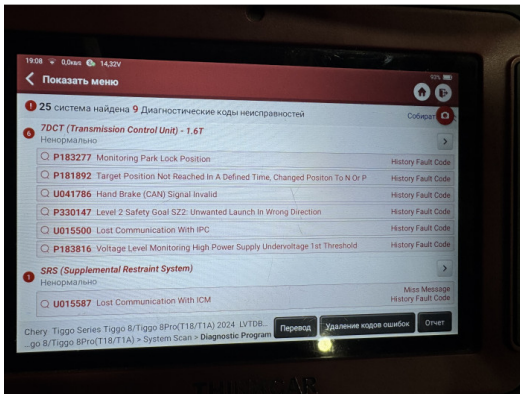 19:08 0,0кв/s 14,32V 93%
Показать меню
25 система найдена 9 Диагностические коды неисправностей
Собират
6 7DCT (Transmission Control Unit) - 1.6T
Ненормально
P183277 Monitoring Park Lock Position History Fault Code
P181892 Target Position Not Reached In A Defined Time, Changed Positon To N Or P History Fault Code
U041786 Hand Brake (CAN) Signal Invalid History Fault Code
P330147 Level 2 Safety Goal SZ2: Unwanted Launch In Wrong Direction History Fault Code
U015500 Lost Communication With IPC History Fault Code
P183816 Voltage Level Monitoring High Power Supply Undervoltage 1st Threshold History Fault Code
1 SRS (Supplemental Restraint System)
Ненормально
U015587 Lost Communication With ICM Miss Message
History Fault Code
Chery: Tiggo Series Tiggo 8/Tiggo 8Pro(T18/T1A) 2024 LVTDB...
...go 8/Tiggo 8Pro(T18/T1A) > System Scan > Diagnostic Program
Перевод Удаление кодов ошибок Отчет